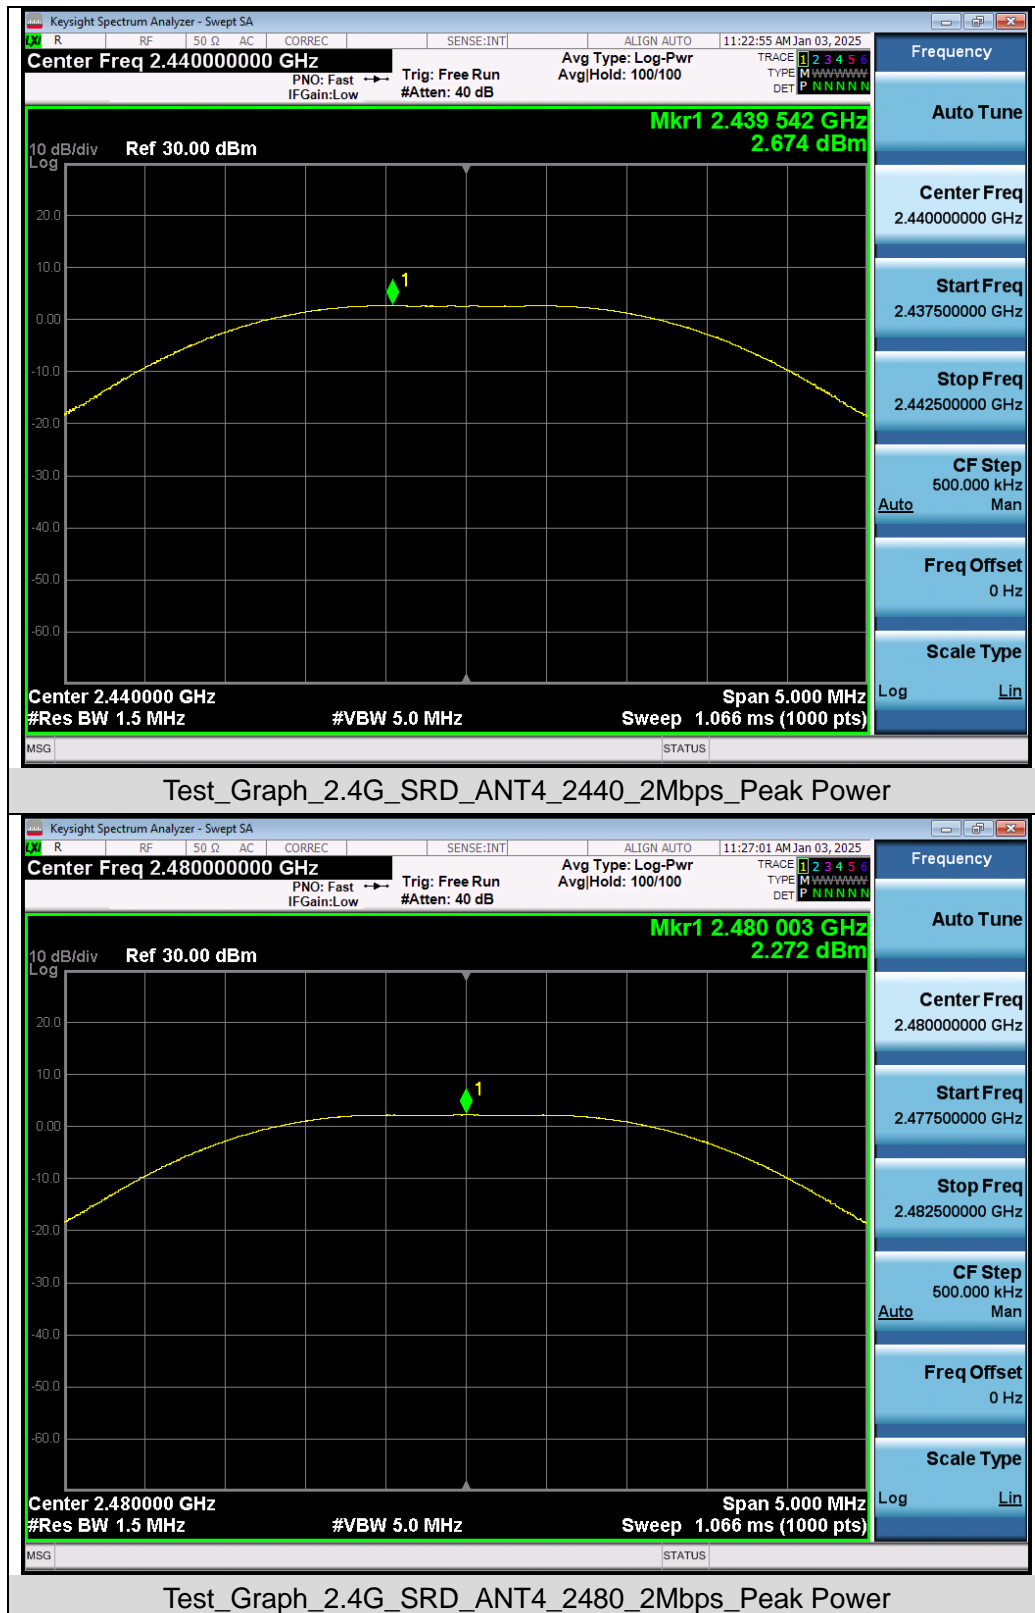 Keysight Spectrum Analyzer - Swept SA
LXI R RF 50 Ω AC CORREC SENSE:INT ALIGN AUTO 11:22:55 AM Jan 03, 2025
Center Freq 2.440000000 GHz
PNO: Fast
IFGain:Low
Trig: Free Run
#Atten: 40 dB
Avg Type: Log-Pwr
Avg|Hold: 100/100
TRACE 1 2 3 4 5 6
TYPE M W W W W W
DET P N N N N N
Mkr1 2.439 542 GHz
2.674 dBm
10 dB/div Ref 30.00 dBm
Log
20.0
10.0
1
0.00
-10.0
-20.0
-30.0
-40.0
-50.0
-60.0
Center 2.440000 GHz Span 5.000 MHz
#Res BW 1.5 MHz #VBW 5.0 MHz Sweep 1.066 ms (1000 pts)
MSG STATUS
Frequency
Auto Tune
Center Freq
2.440000000 GHz
Start Freq
2.437500000 GHz
Stop Freq
2.442500000 GHz
CF Step
500.000 kHz
Auto Man
Freq Offset
0 Hz
Scale Type
Log Lin
Test_Graph_2.4G_SRD_ANT4_2440_2Mbps_Peak Power
Keysight Spectrum Analyzer - Swept SA
LXI R RF 50 Ω AC CORREC SENSE:INT ALIGN AUTO 11:27:01 AM Jan 03, 2025
Center Freq 2.480000000 GHz
PNO: Fast
IFGain:Low
Trig: Free Run
#Atten: 40 dB
Avg Type: Log-Pwr
Avg|Hold: 100/100
TRACE 1 2 3 4 5 6
TYPE M W W W W W
DET P N N N N N
Mkr1 2.480 003 GHz
2.272 dBm
10 dB/div Ref 30.00 dBm
Log
20.0
10.0
1
0.00
-10.0
-20.0
-30.0
-40.0
-50.0
-60.0
Center 2.480000 GHz Span 5.000 MHz
#Res BW 1.5 MHz #VBW 5.0 MHz Sweep 1.066 ms (1000 pts)
MSG STATUS
Frequency
Auto Tune
Center Freq
2.480000000 GHz
Start Freq
2.477500000 GHz
Stop Freq
2.482500000 GHz
CF Step
500.000 kHz
Auto Man
Freq Offset
0 Hz
Scale Type
Log Lin
Test_Graph_2.4G_SRD_ANT4_2480_2Mbps_Peak Power